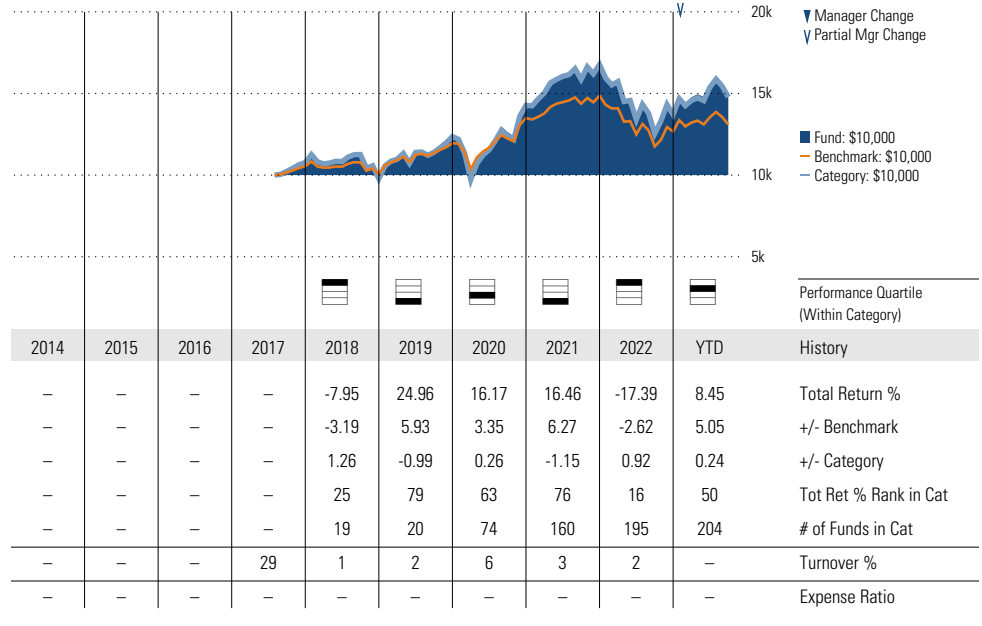 20k
15k
10k
5k
Manager Change
Partial Mgr Change
Fund: $10,000
Benchmark: $10,000
Category: $10,000
Performance Quartile
(Within Category)
2014 2015 2016 2017 2018 2019 2020 2021 2022 YTD History
– – – – -7.95 24.96 16.17 16.46 -17.39 8.45 Total Return %
– – – – -3.19 5.93 3.35 6.27 -2.62 5.05 +/- Benchmark
– – – – 1.26 -0.99 0.26 -1.15 0.92 0.24 +/- Category
– – – – 25 79 63 76 16 50 Tot Ret % Rank in Cat
– – – – 19 20 74 160 195 204 # of Funds in Cat
– – – 29 1 2 6 3 2 – Turnover %
– – – – – – – – – – Expense Ratio